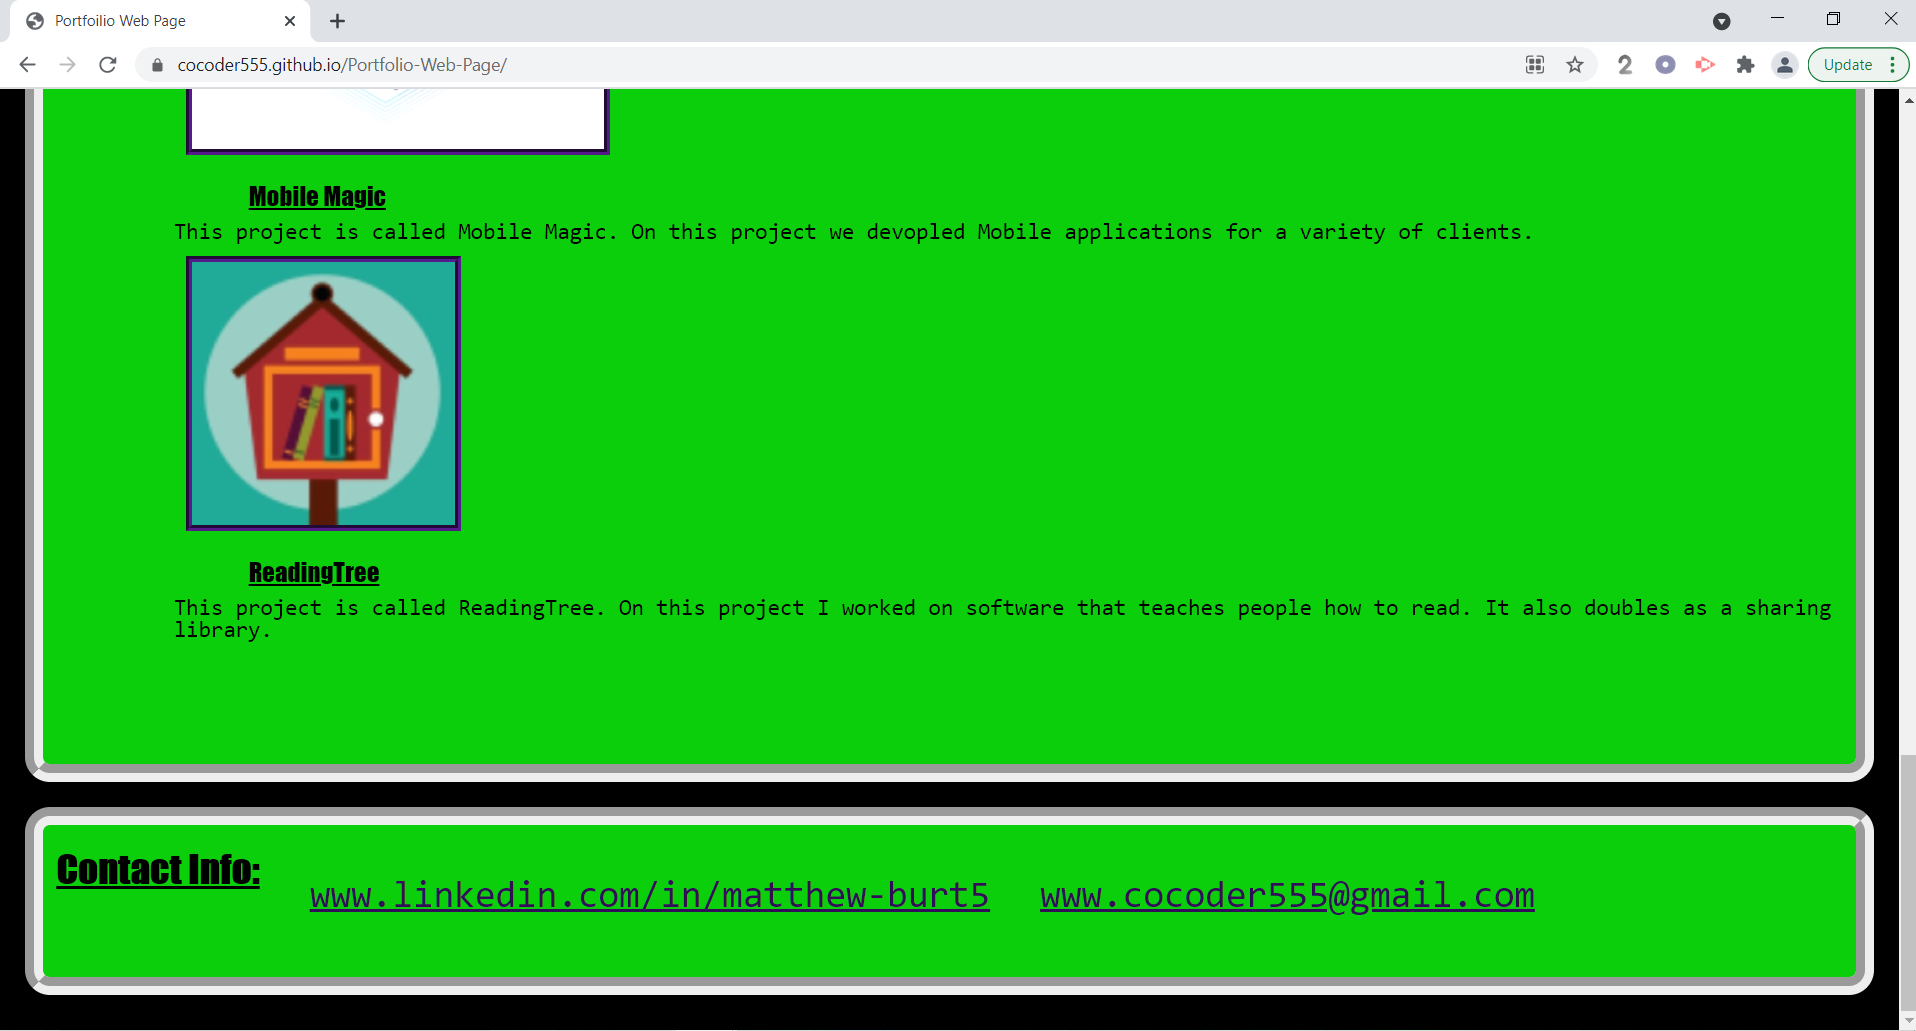 Portfoilio Web Page
cocoder555.github.io/Portfolio-Web-Page/
Update
Mobile Magic
This project is called Mobile Magic. On this project we devopled Mobile applications for a variety of clients.
ReadingTree
This project is called ReadingTree. On this project I worked on software that teaches people how to read. It also doubles as a sharing
library.
Contact Info:
www.linkedin.com/in/matthew-burt5 www.cocoder555@gmail.com